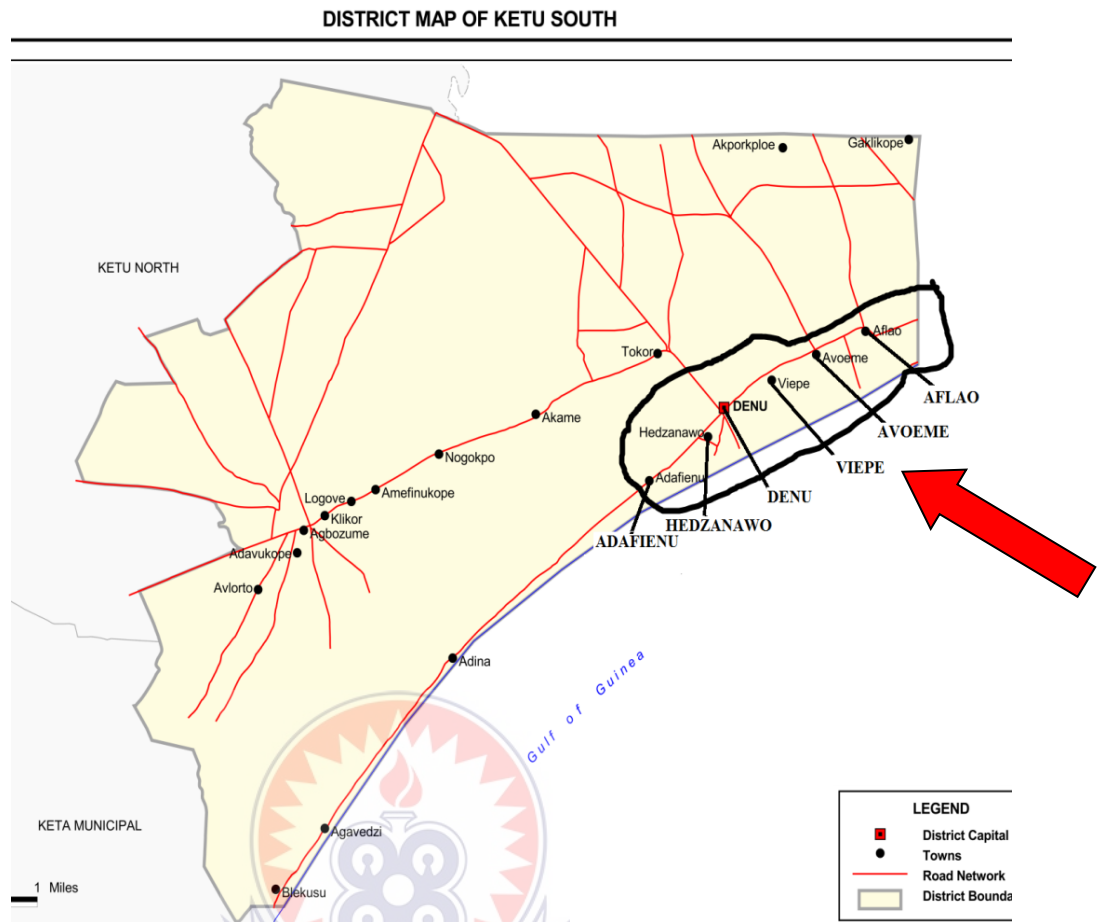 DISTRICT MAP OF KETU SOUTH
Akporkploe
Gaklikope
KETU NORTH
Aflao
Tokor
Avoeme
Viepe
AFLAO
DENU
Akame
AVOEME
Hedzanawo
Nogokpo
VIEPE
Adafienu
Amefinukope
DENU
Logove
Klikor
HEDZANAWO
Agbozume
ADAFIENU
Adavukope
Avlorto
Adina
Gulf of Guinea
LEGEND
District Capital
Towns
Road Network
District Bounda
KETA MUNICIPAL
Agavedzi
Blekusu
1 Miles